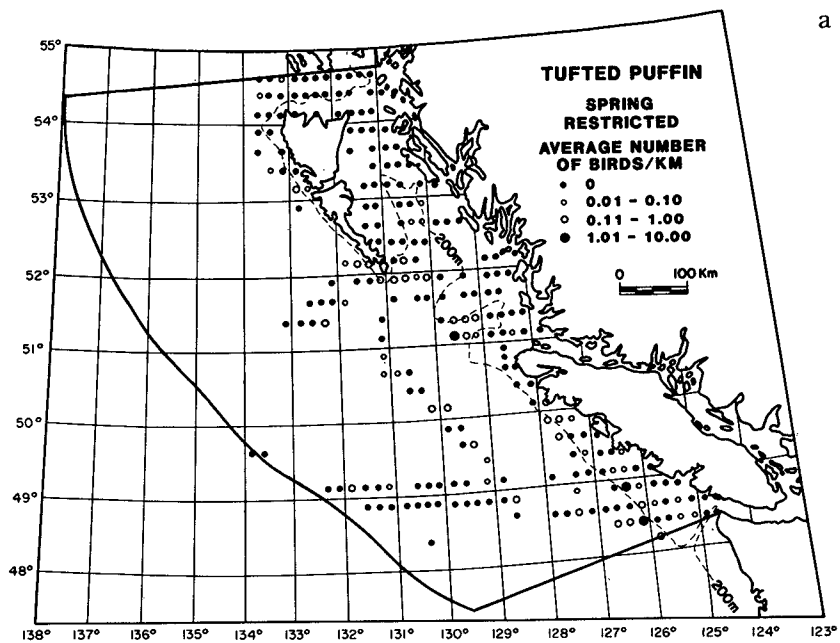 a
55°
TUFTED PUFFIN
SPRING
RESTRICTED
AVERAGE NUMBER
OF BIRDS/KM
0
0.01 - 0.10
0.11 - 1.00
1.01 - 10.00
0 100 Km
54°
53°
52°
51°
50°
49°
48°
200m
200m
138° 137° 136° 135° 134° 133° 132° 131° 130° 129° 128° 127° 126° 125° 124° 123°